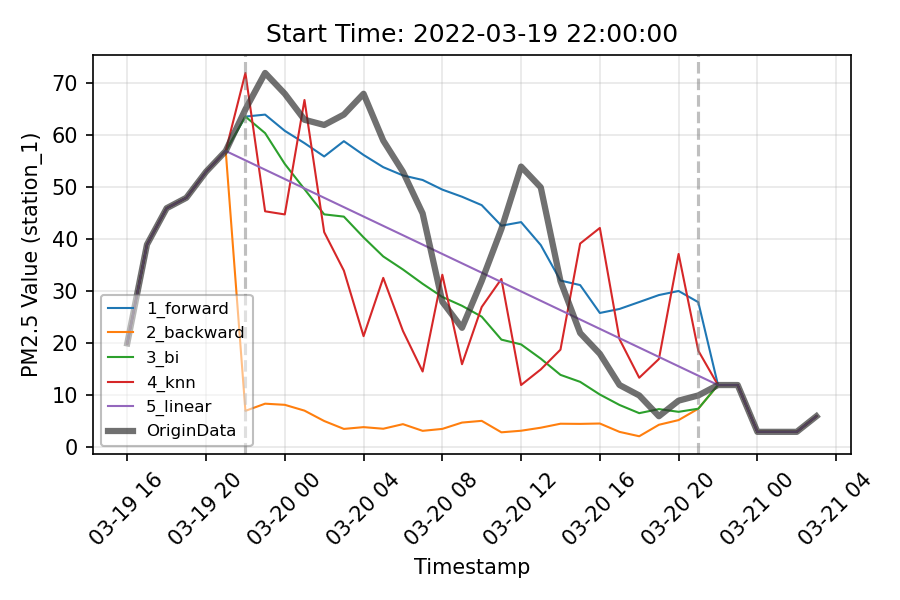 Start Time: 2022-03-19 22:00:00
PM2.5 Value (station_1)
70
60
50
40
30
20
10
0
1_forward
2_backward
3_bi
4_knn
5_linear
OriginData
03-19 16
03-19 20
03-20 00
03-20 04
03-20 08
03-20 12
03-20 16
03-20 20
03-21 00
03-21 04
Timestamp